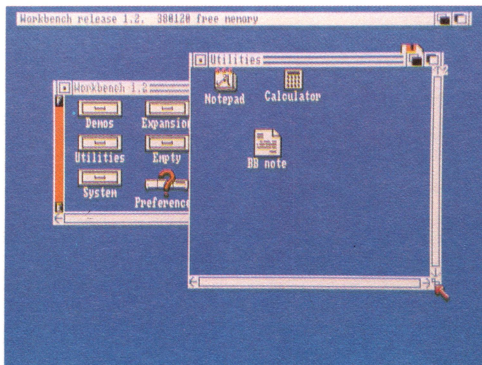 Workbench release 1.2. 380120 free memory
Utilities
Notepad
Calculator
BB note
Workbench 1.2
Demos
Expansion
Utilities
Empty
System
Preference